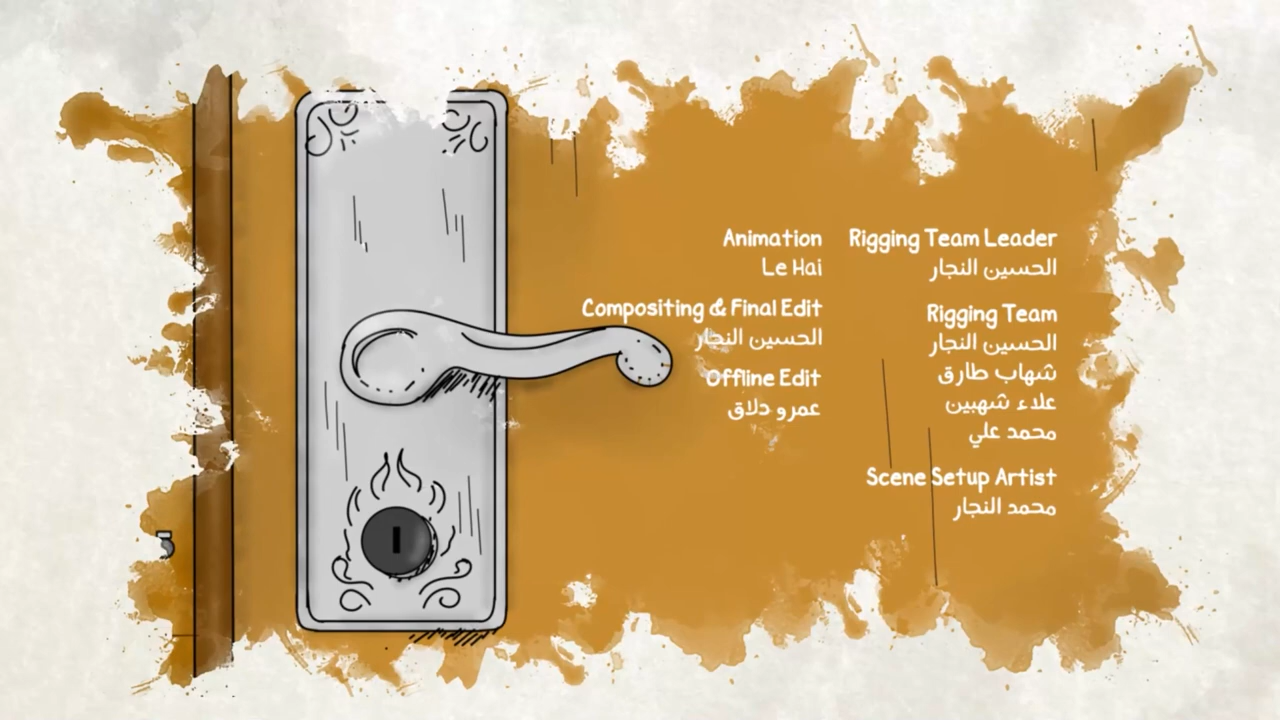 Animation
Le Hai
Compositing & Final Edit
الحسين النجار
Offline Edit
عمرو دلاق
Rigging Team Leader
الحسين النجار
Rigging Team
الحسين النجار
شهاب طارق
علاء شهبين
محمد علي
Scene Setup Artist
محمد النجار